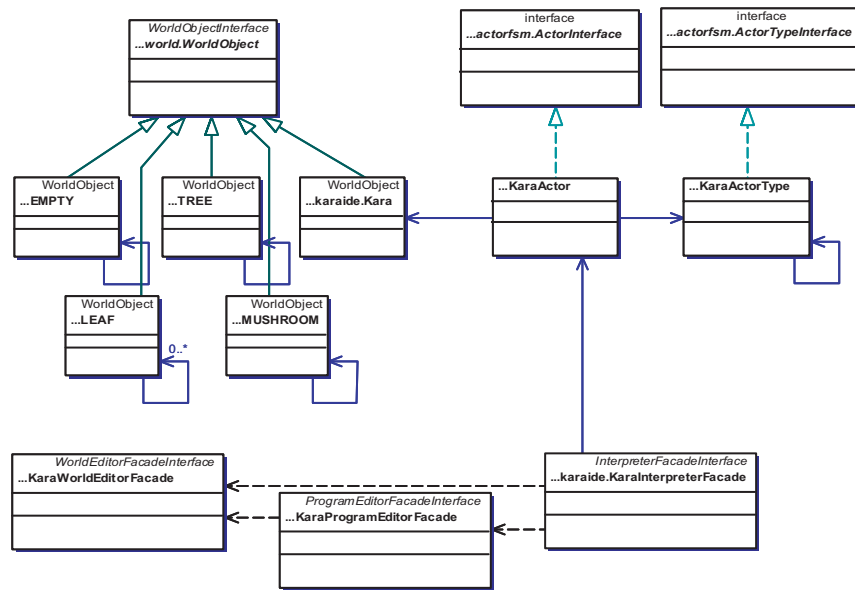 WorldObjectInterface
...world.WorldObject
interface
...actorfsm.ActorInterface
interface
...actorfsm.ActorTypeInterface
WorldObject
...EMPTY
WorldObject
...TREE
WorldObject
...karaide.Kara
...KaraActor
...KaraActorType
WorldObject
...LEAF
WorldObject
...MUSHROOM
0..*
WorldEditorFacadeInterface
...KaraWorldEditorFacade
ProgramEditorFacadeInterface
...KaraProgramEditorFacade
InterpreterFacadeInterface
...karaide.KaraInterpreterFacade